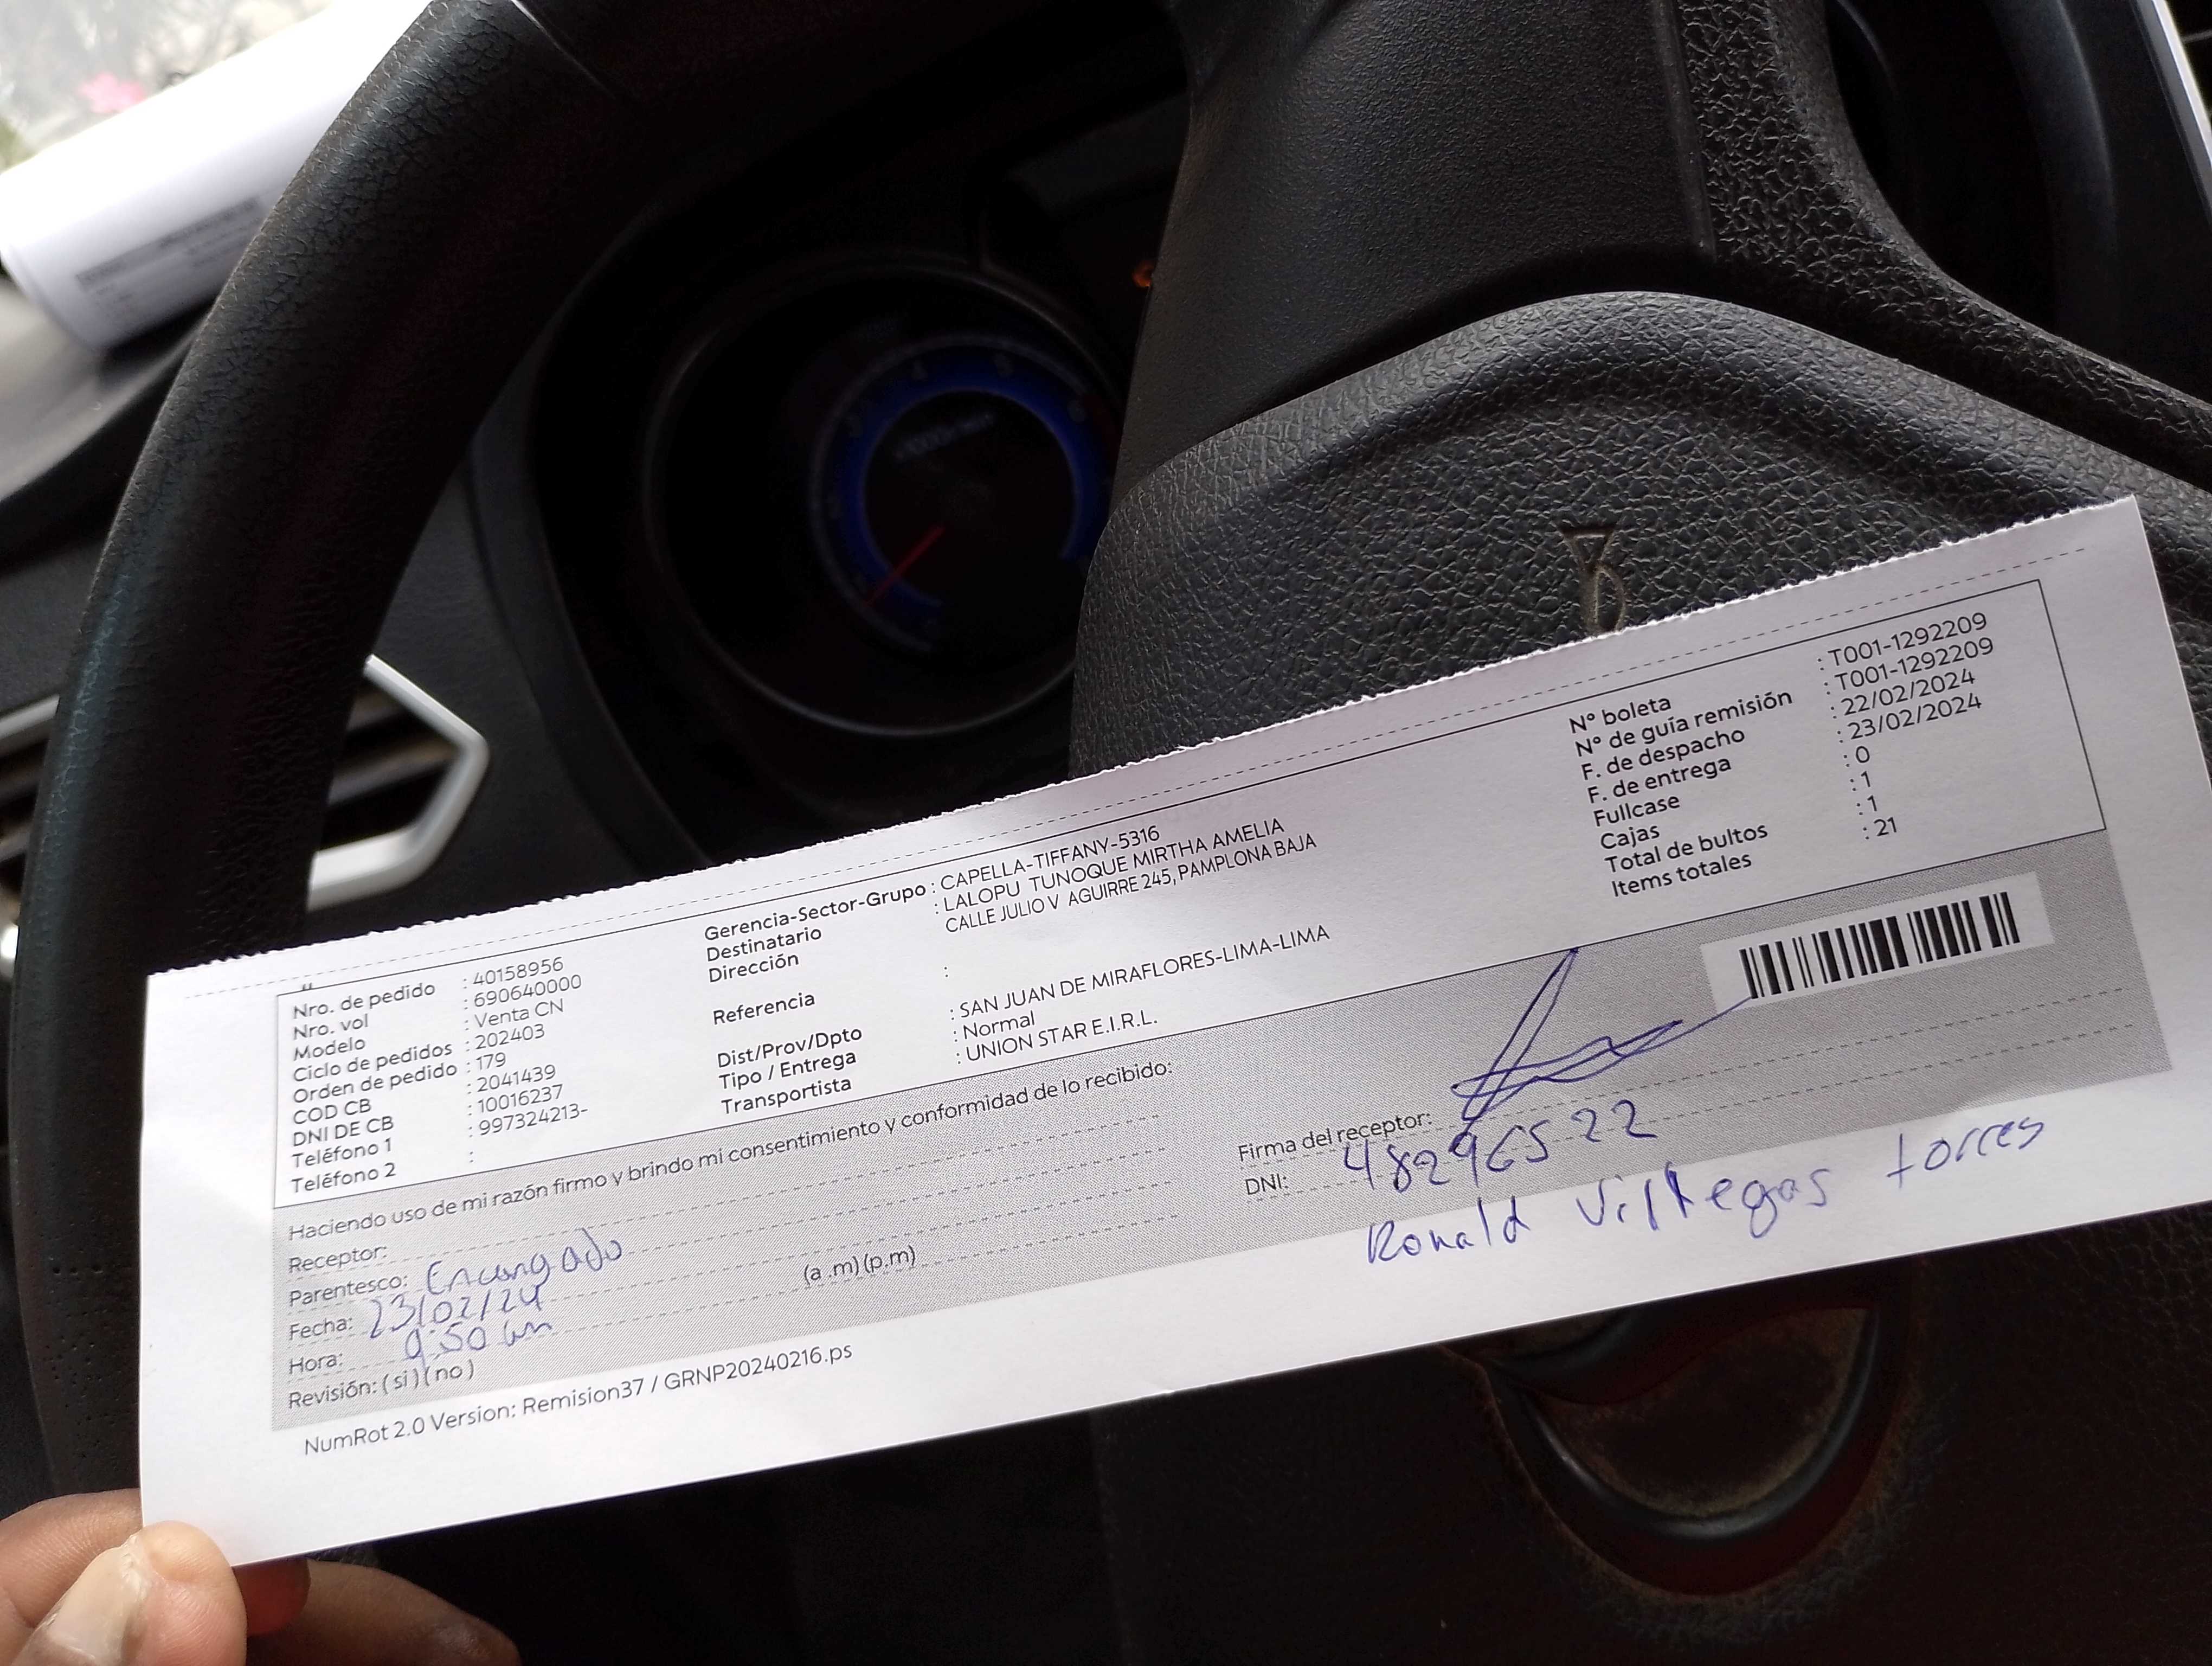 Nro. de pedido : 40158956
Nro. vol : 690640000
Modelo : Venta CN
Ciclo de pedidos : 202403
Orden de pedido : 179
COD CB : 2041439
DNI DE CB : 10016237
Teléfono 1 : 997324213-
Teléfono 2 :
Gerencia-Sector-Grupo : CAPELLA-TIFFANY-5316
Destinatario : LALOPU TUNOQUE MIRTHA AMELIA
Dirección CALLE JULIO V AGUIRRE 245, PAMPLONA BAJA
Referencia :
Dist/Prov/Dpto : SAN JUAN DE MIRAFLORES-LIMA-LIMA
Tipo / Entrega : Normal
Transportista : UNION STAR E.I.R.L.
N° boleta : T001-1292209
N° de guía remisión : T001-1292209
F. de despacho : 22/02/2024
F. de entrega : 23/02/2024
Fullcase : 0
Cajas : 1
Total de bultos : 1
Items totales : 21
Haciendo uso de mi razón firmo y brindo mi consentimiento y conformidad de lo recibido:
Receptor:
Parentesco: Encargado
Fecha: 23/02/24
Hora: 9:50 am (a .m) (p.m)
Revisión: ( si ) ( no )
Firma del receptor:
DNI: 48296522
Ronald Villegas torres
NumRot 2.0 Version: Remision37 / GRNP20240216.ps